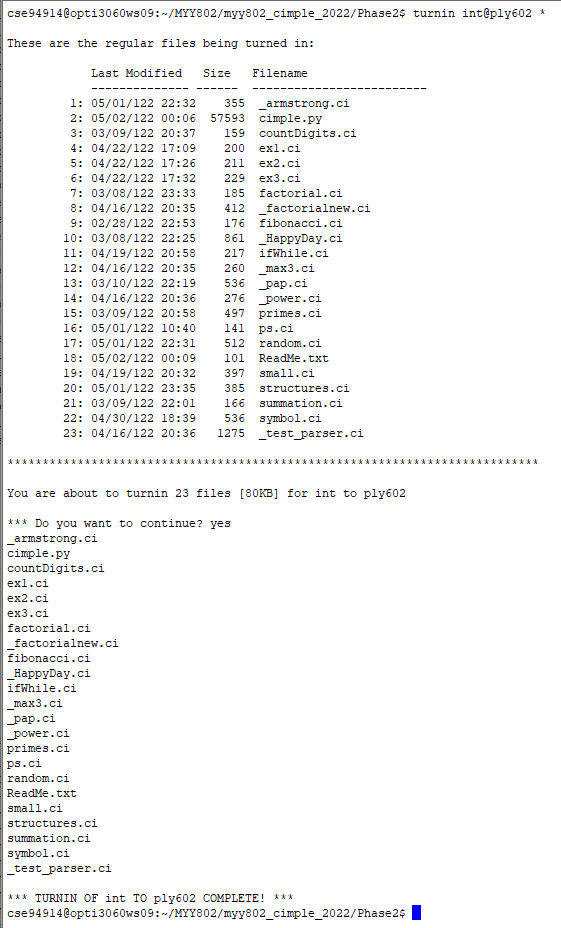 cse94914@opti3060ws09:~/MYY802/myy802_cimple_2022/Phase2$ turnin int@ply602 *
These are the regular files being turned in:
Last Modified Size Filename
-------------- ------ -------------------------
1: 05/01/122 22:32 355 _armstrong.ci
2: 05/02/122 00:06 57593 cimple.py
3: 03/09/122 20:37 159 countDigits.ci
4: 04/22/122 17:09 200 ex1.ci
5: 04/22/122 17:26 211 ex2.ci
6: 04/22/122 17:32 229 ex3.ci
7: 03/08/122 23:33 185 factorial.ci
8: 04/16/122 20:35 412 _factorialnew.ci
9: 02/28/122 22:53 176 fibonacci.ci
10: 03/08/122 22:25 861 _HappyDay.ci
11: 04/19/122 20:58 217 ifWhile.ci
12: 04/16/122 20:35 260 _max3.ci
13: 03/10/122 22:19 536 _pap.ci
14: 04/16/122 20:36 276 _power.ci
15: 03/09/122 20:58 497 primes.ci
16: 05/01/122 10:40 141 ps.ci
17: 05/01/122 22:31 512 random.ci
18: 05/02/122 00:09 101 ReadMe.txt
19: 04/19/122 20:32 397 small.ci
20: 05/01/122 23:35 385 structures.ci
21: 03/09/122 22:01 166 summation.ci
22: 04/30/122 18:39 536 symbol.ci
23: 04/16/122 20:36 1275 _test_parser.ci
****************************************************************************
You are about to turnin 23 files [80KB] for int to ply602
*** Do you want to continue? yes
_armstrong.ci
cimple.py
countDigits.ci
ex1.ci
ex2.ci
ex3.ci
factorial.ci
_factorialnew.ci
fibonacci.ci
_HappyDay.ci
ifWhile.ci
_max3.ci
_pap.ci
_power.ci
primes.ci
ps.ci
random.ci
ReadMe.txt
small.ci
structures.ci
summation.ci
symbol.ci
_test_parser.ci
*** TURNIN OF int TO ply602 COMPLETE! ***
cse94914@opti3060ws09:~/MYY802/myy802_cimple_2022/Phase2$